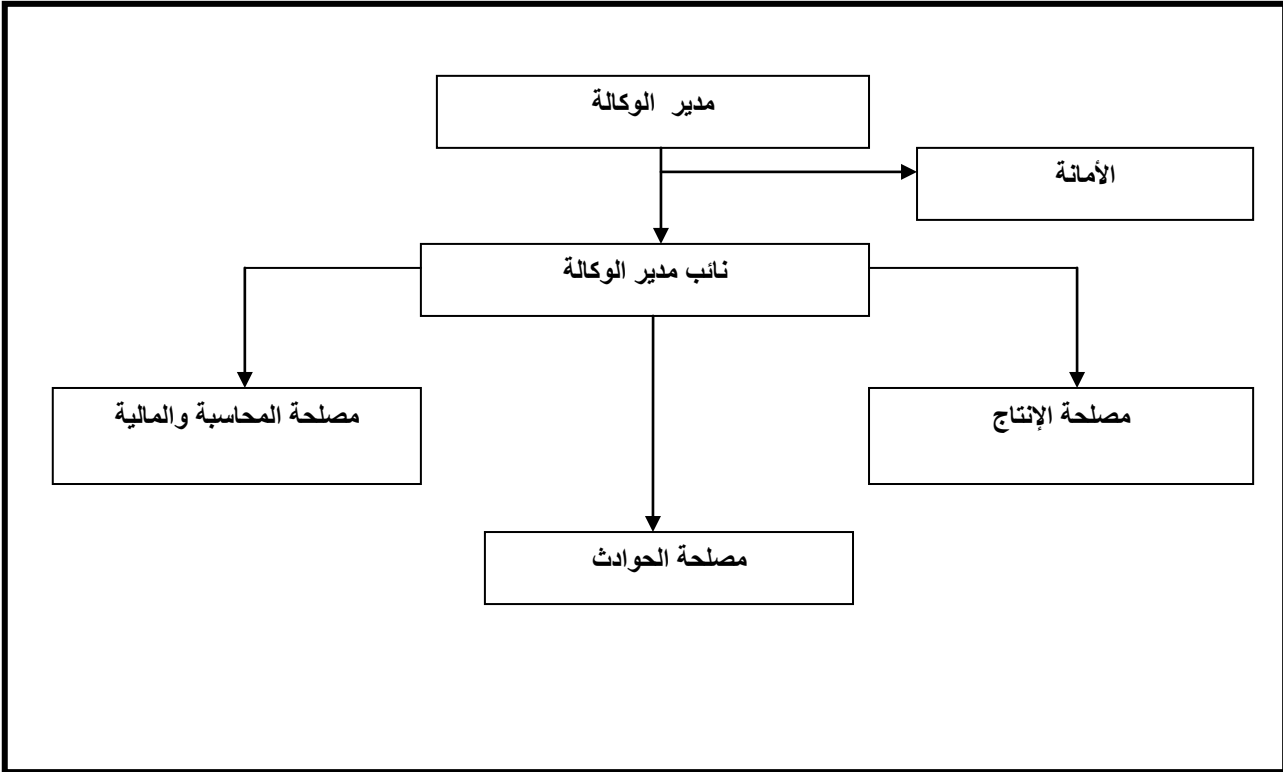 مدير الوكالة
الأمانة
نائب مدير الوكالة
مصلحة الإنتاج
مصلحة المحاسبة والمالية
مصلحة الحوادث